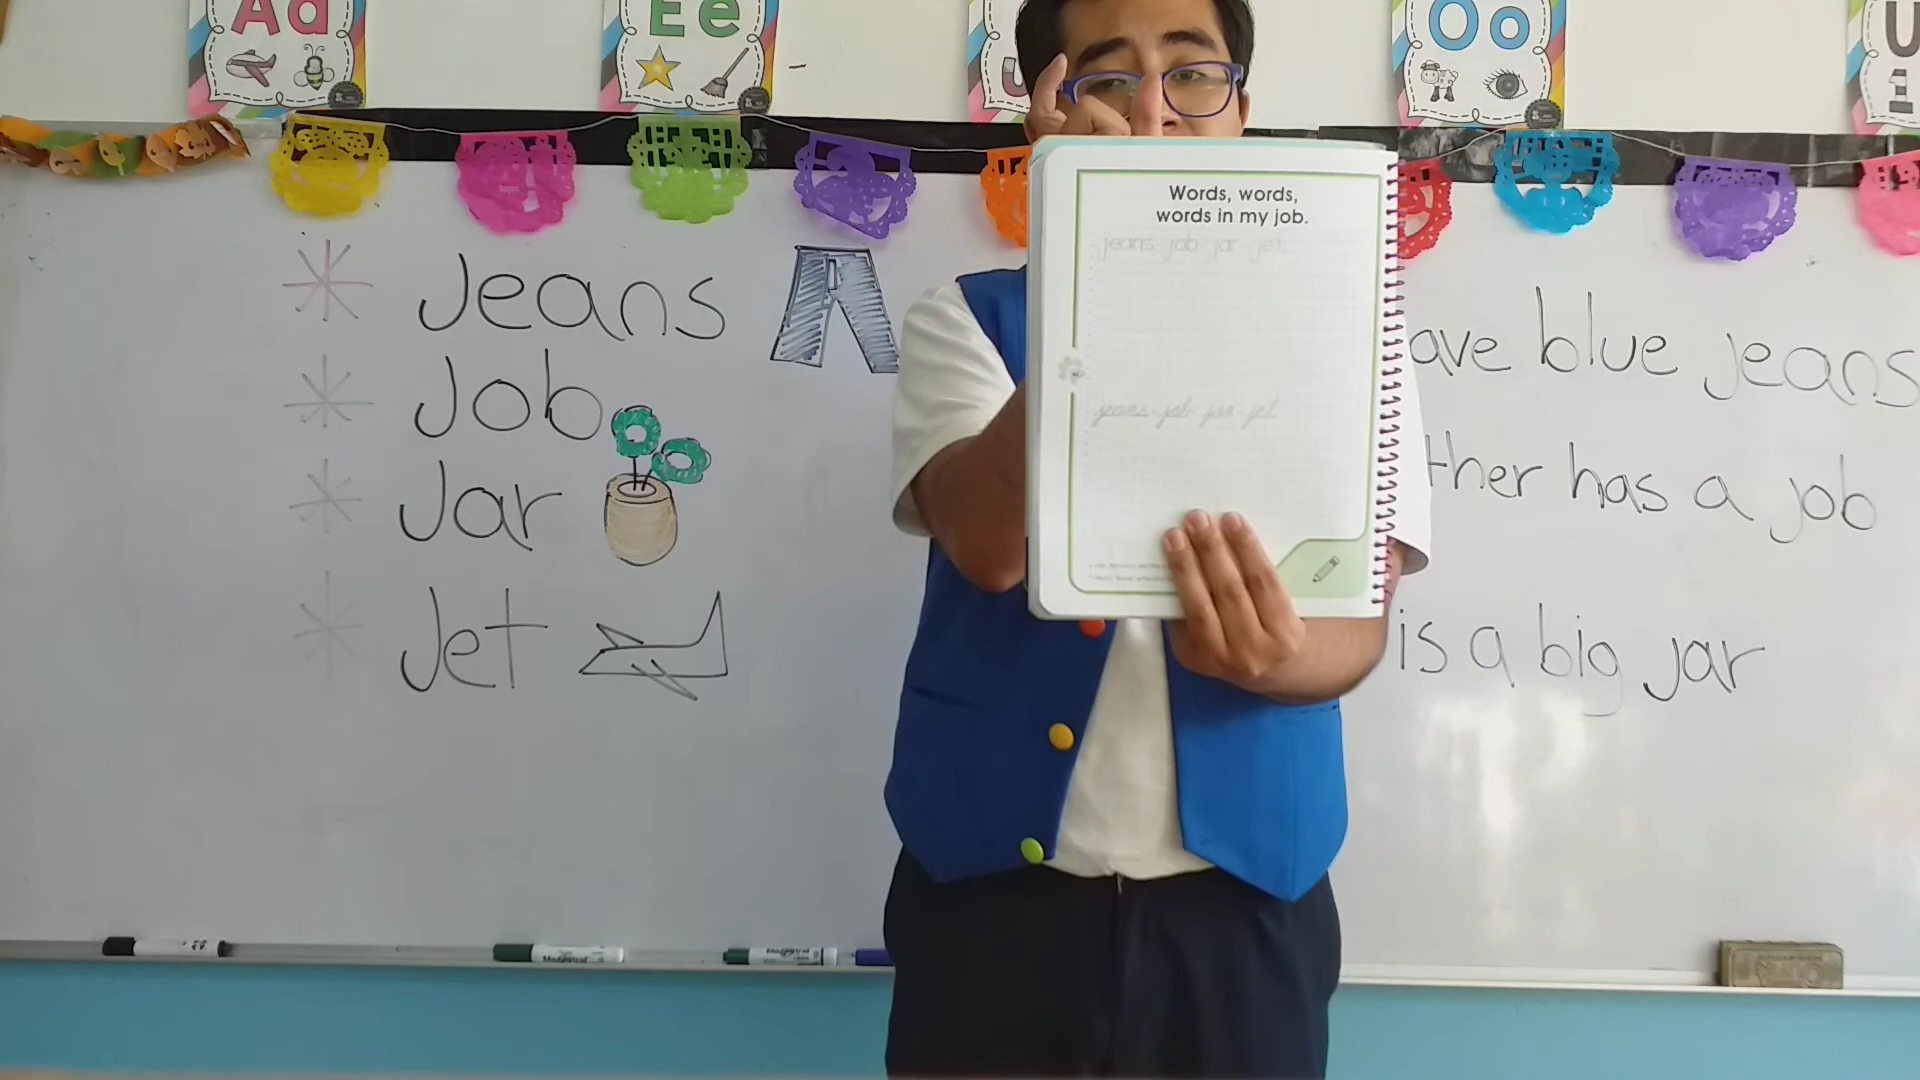 Aa
Ee
Oo
U
Jeans
Job
Jar
Jet
Words, words,
words in my job.
jeans job jar jet
jeans job jar jet
ave blue jeans
ther has a job
is a big jar